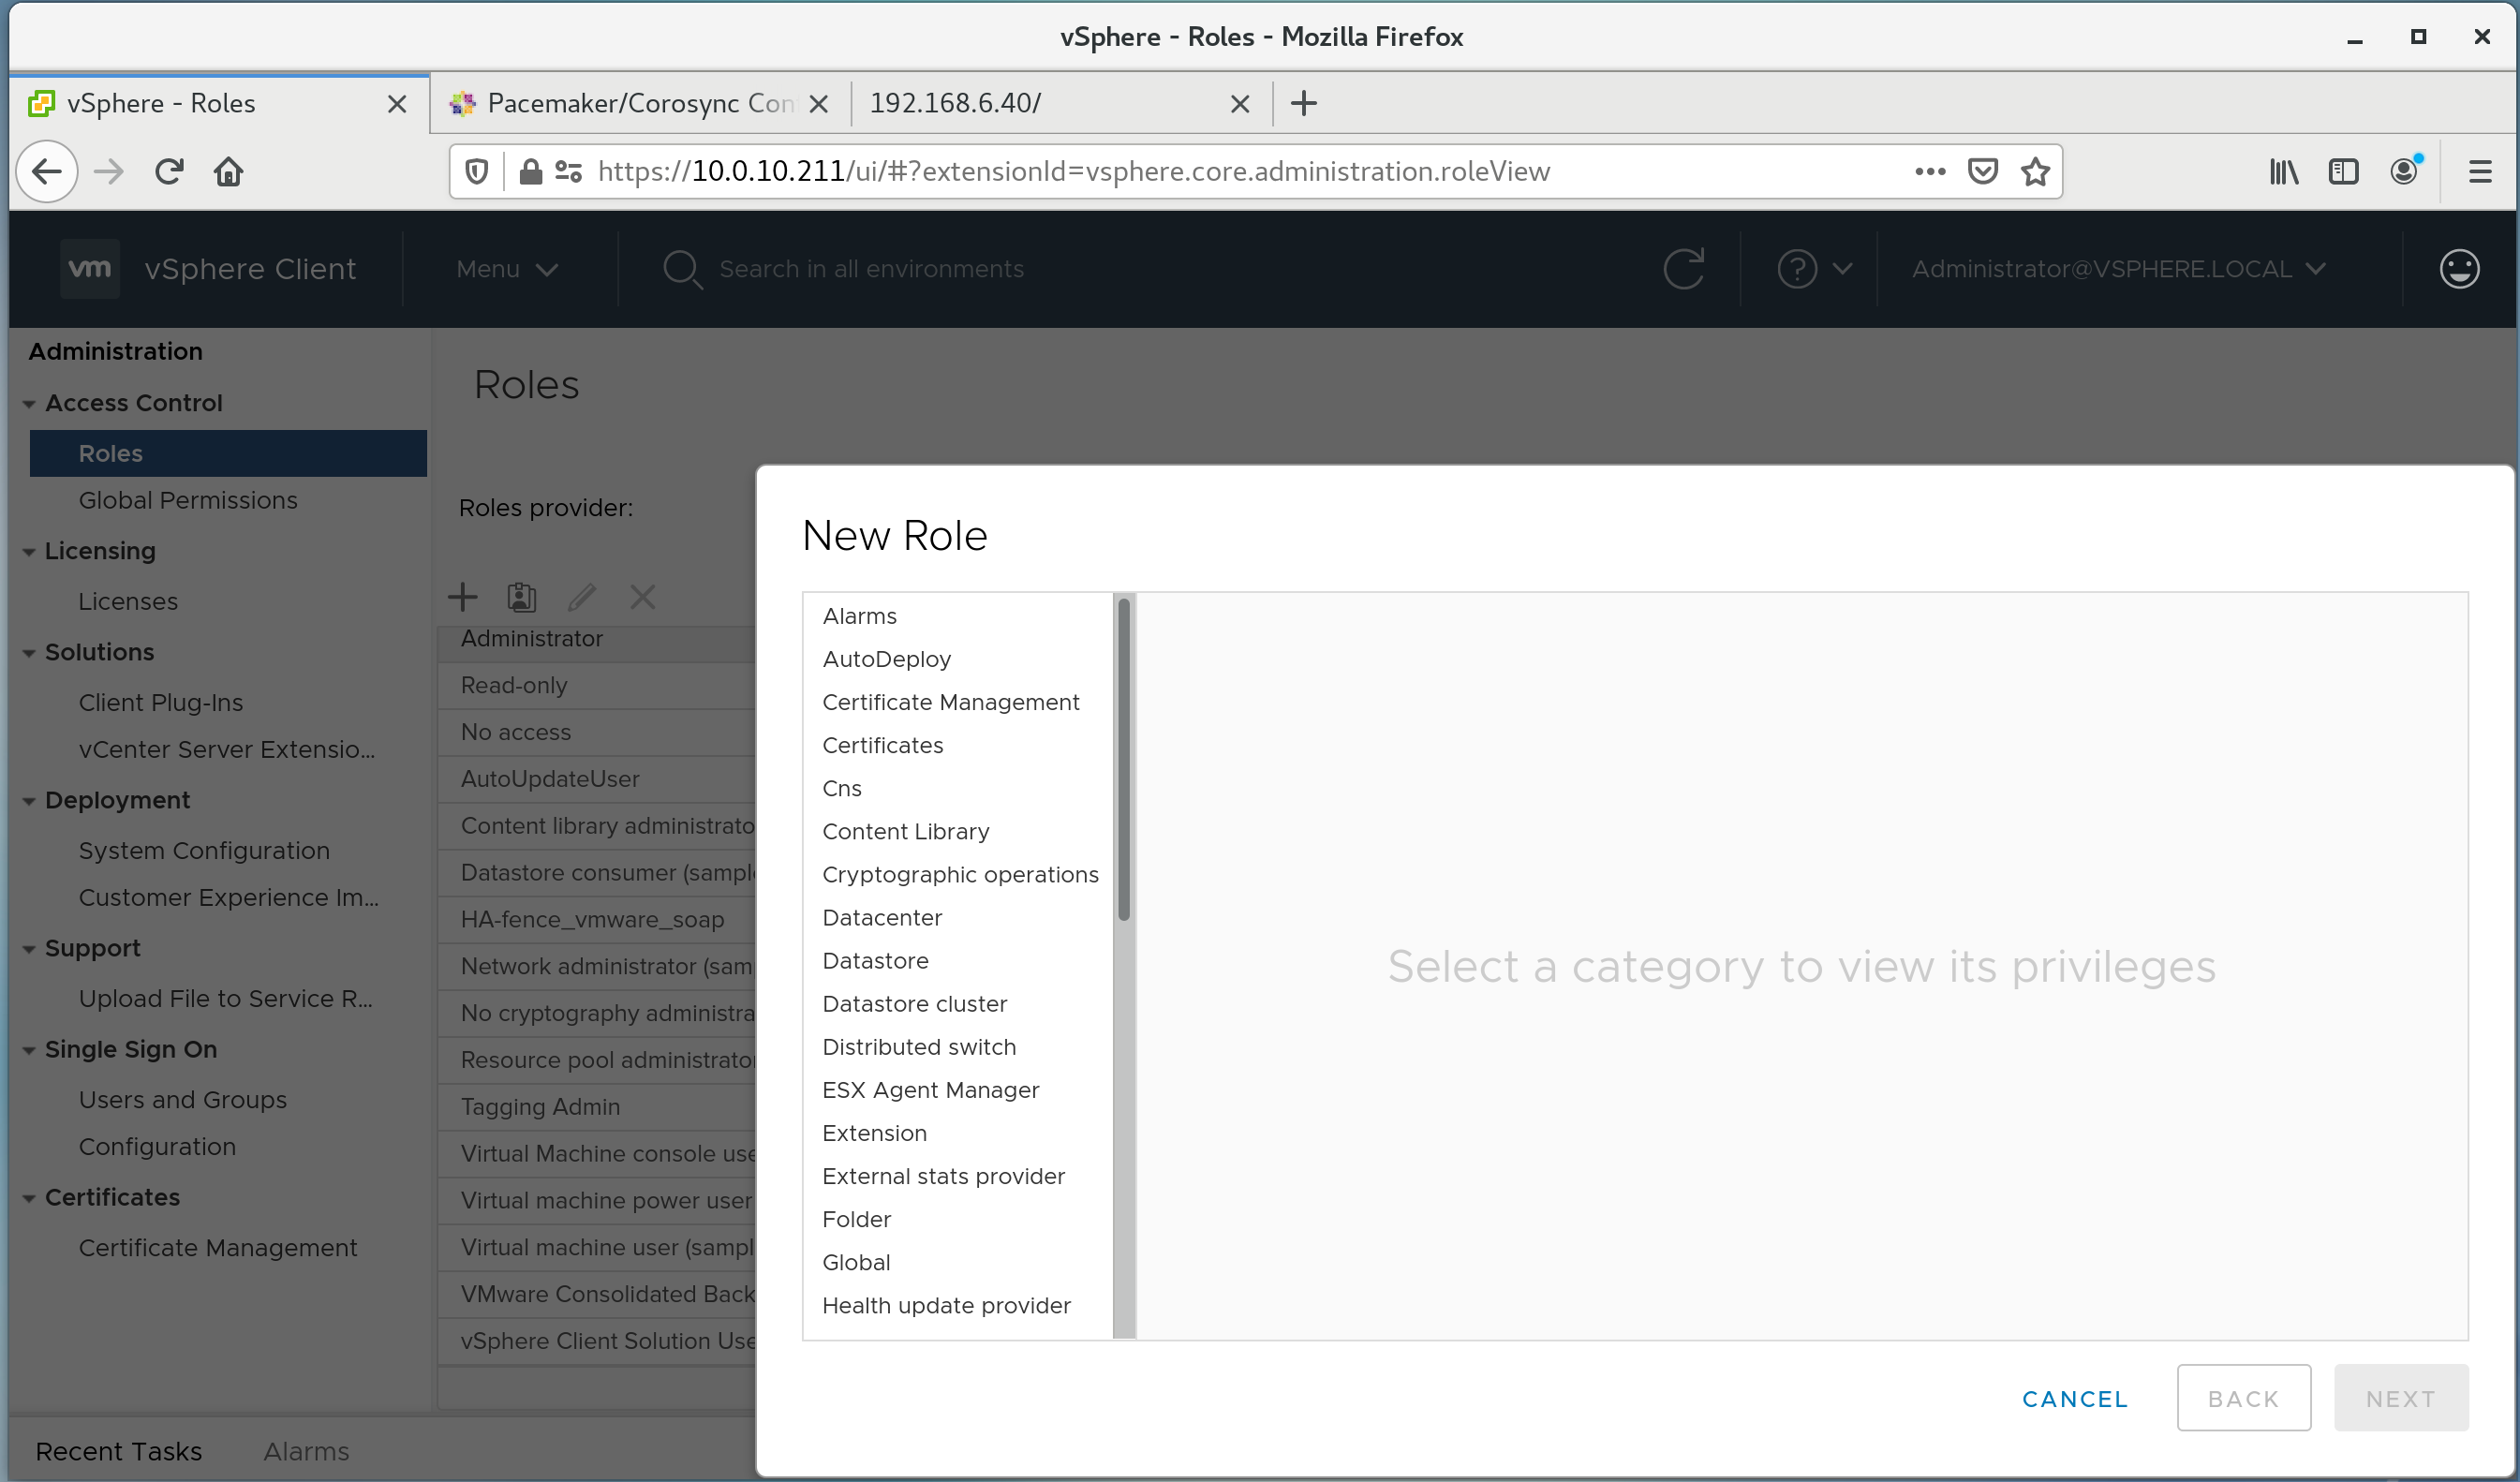 vSphere - Roles - Mozilla Firefox
vSphere - Roles
Pacemaker/Corosync Con
192.168.6.40/
https://10.0.10.211/ui/#?extensionId=vsphere.core.administration.roleView
vm
vSphere Client
Menu
Search in all environments
?
Administrator@VSPHERE.LOCAL
Administration
Access Control
Roles
Global Permissions
Licensing
Licenses
Solutions
Client Plug-Ins
vCenter Server Extensio...
Deployment
System Configuration
Customer Experience Im...
Support
Upload File to Service R...
Single Sign On
Users and Groups
Configuration
Certificates
Certificate Management
Roles
Roles provider:
Administrator
Read-only
No access
AutoUpdateUser
Content library administrato
Datastore consumer (sampl
HA-fence_vmware_soap
Network administrator (sam
No cryptography administra
Resource pool administrator
Tagging Admin
Virtual Machine console use
Virtual machine power user
Virtual machine user (sampl
VMware Consolidated Back
vSphere Client Solution Use
New Role
Alarms
AutoDeploy
Certificate Management
Certificates
Cns
Content Library
Cryptographic operations
Datacenter
Datastore
Datastore cluster
Distributed switch
ESX Agent Manager
Extension
External stats provider
Folder
Global
Health update provider
Select a category to view its privileges
CANCEL
BACK
NEXT
Recent Tasks
Alarms